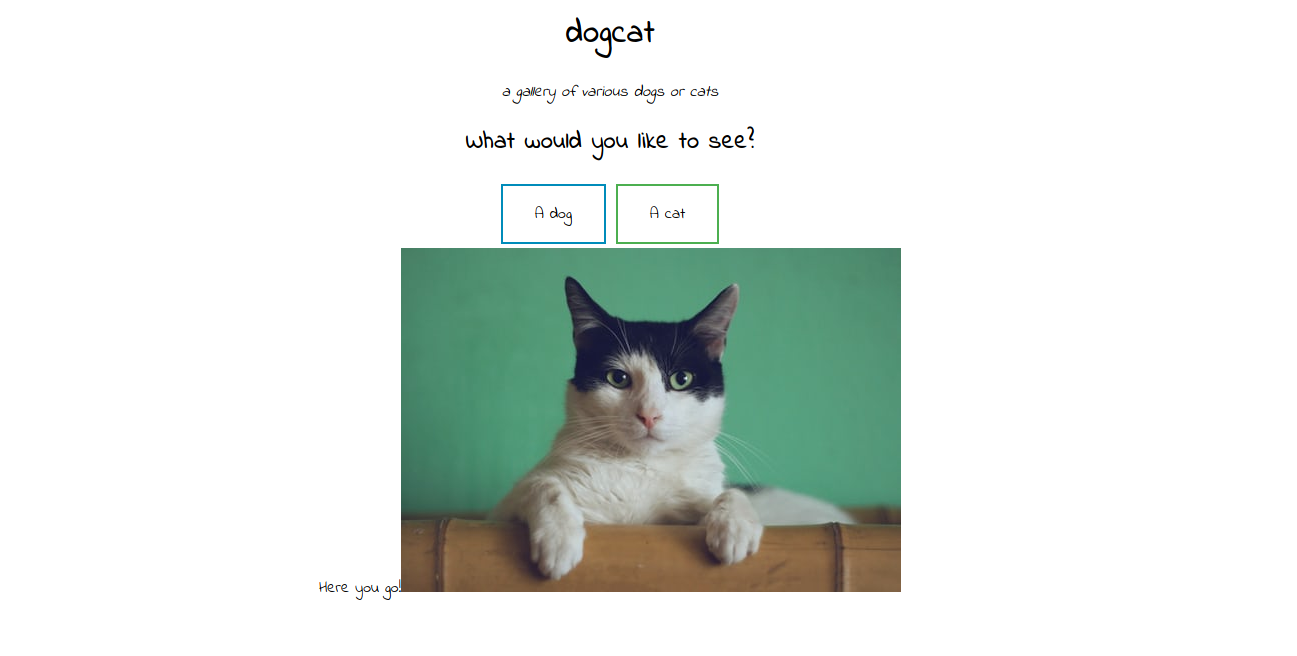 dogcat
a gallery of various dogs or cats
What would you like to see?
A dog
A cat
Here you go!